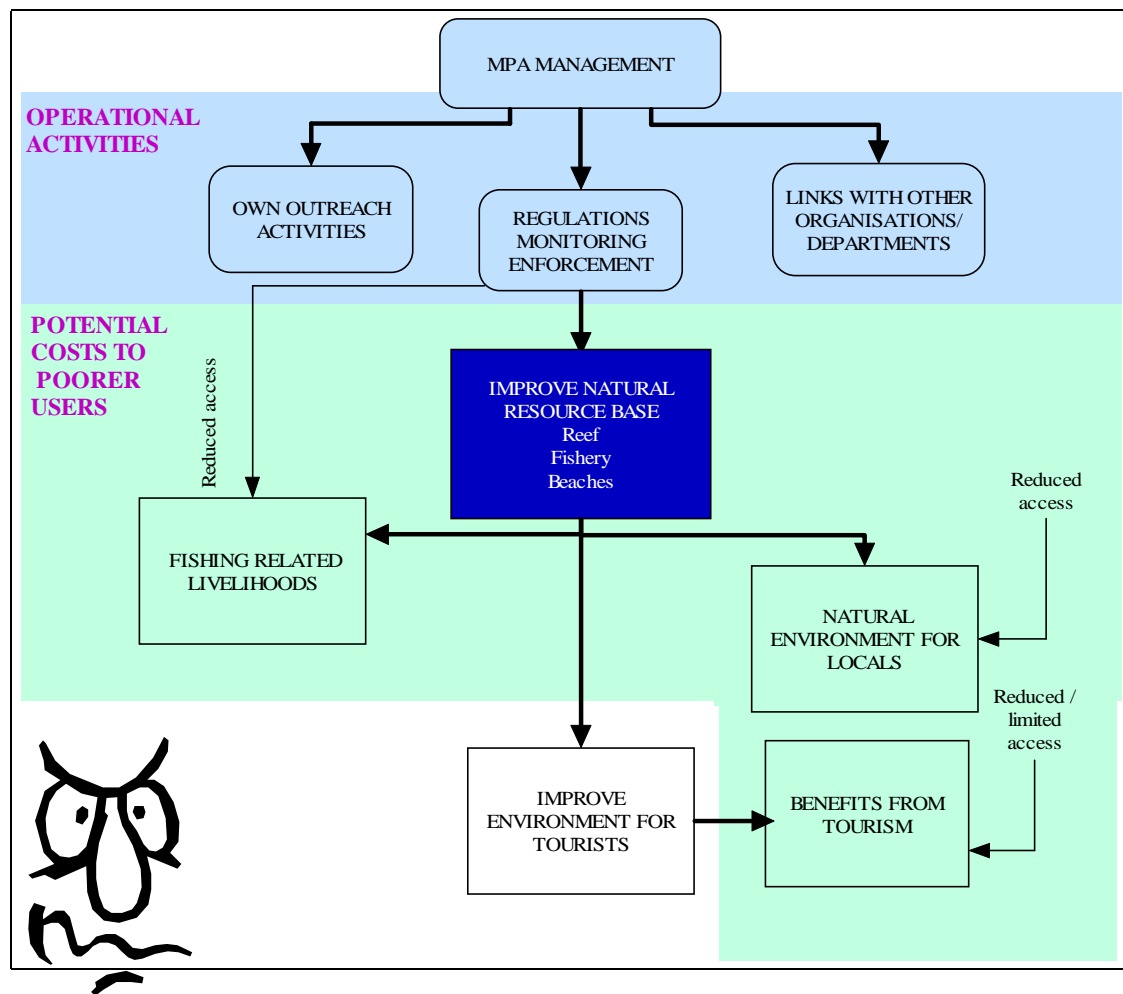 MPA MANAGEMENT
OPERATIONAL
ACTIVITIES
OWN OUTREACH
ACTIVITIES
REGULATIONS
MONITORING
ENFORCEMENT
LINKS WITH OTHER
ORGANISATIONS/
DEPARTMENTS
POTENTIAL
COSTS TO
POORER
USERS
Reduced access
IMPROVE NATURAL
RESOURCE BASE
Reef
Fishery
Beaches
Reduced
access
FISHING RELATED
LIVELIHOODS
NATURAL
ENVIRONMENT FOR
LOCALS
Reduced /
limited
access
IMPROVE
ENVIRONMENT FOR
TOURISTS
BENEFITS FROM
TOURISM